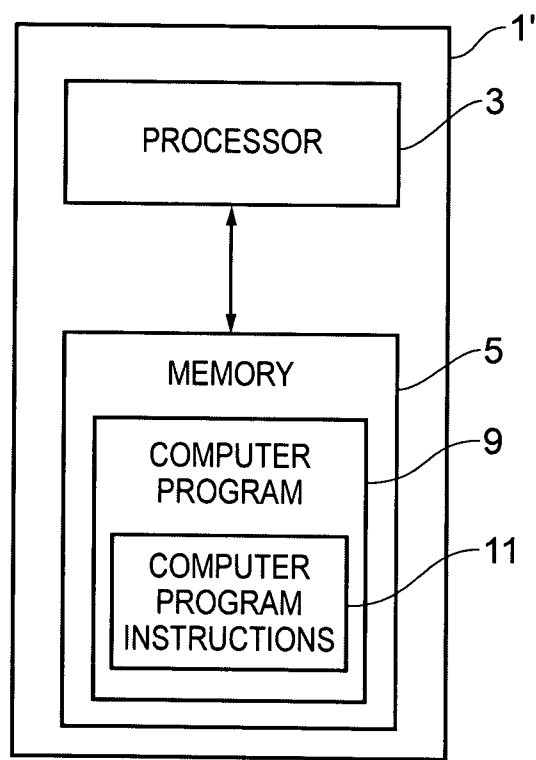 1'
PROCESSOR
3
MEMORY
5
COMPUTER
PROGRAM
9
COMPUTER
PROGRAM
INSTRUCTIONS
11